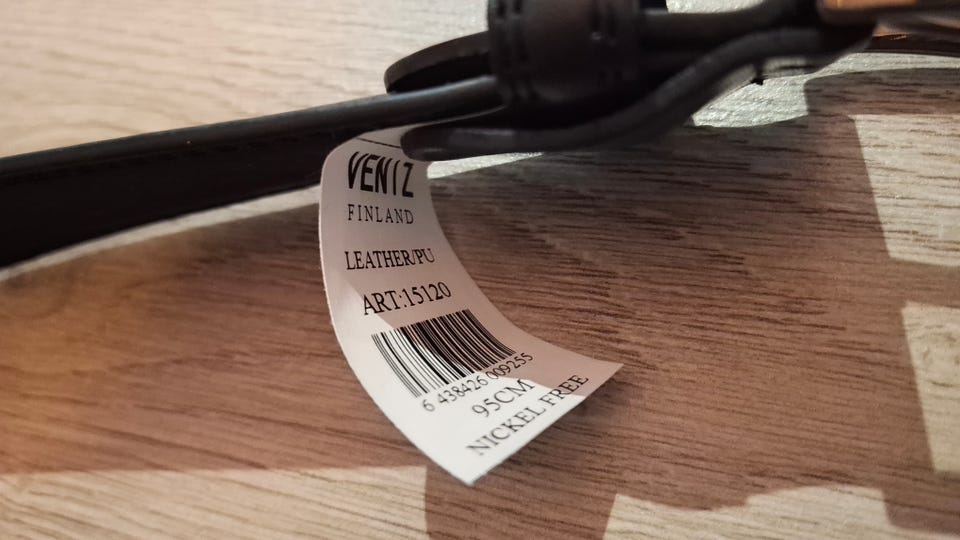 VENIZ
FINLAND
LEATHER/PU
ART:15120
6 438426 009255
95CM
NICKEL FREE